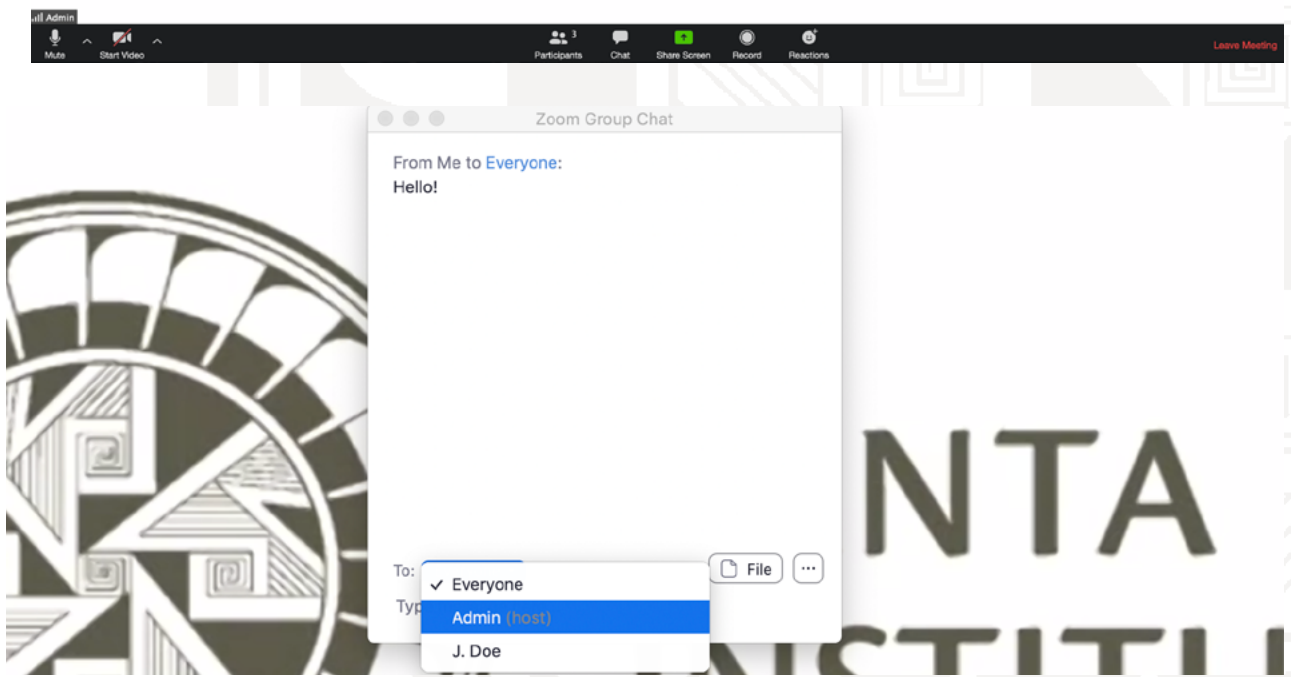 Admin
3
Mute Start Video Participants Chat Share Screen Record Reactions Leave Meeting
Zoom Group Chat
From Me to Everyone:
Hello!
NTA
To: File ...
✓ Everyone
Typ
Admin (host)
J. Doe